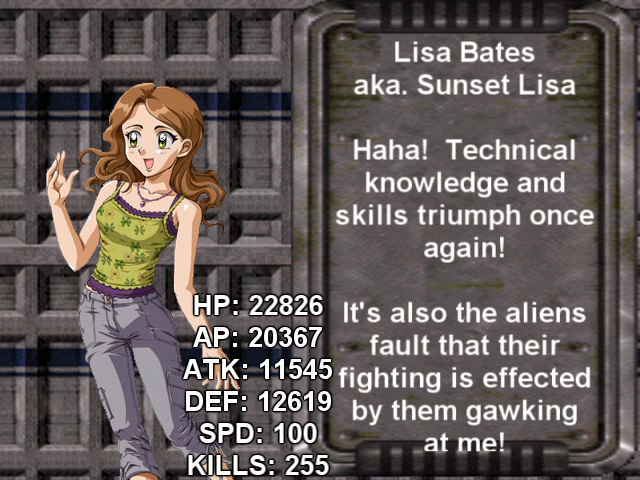 Lisa Bates
aka. Sunset Lisa
Haha! Technical
knowledge and
skills triumph once
again!
It's also the aliens
fault that their
fighting is effected
by them gawking
at me!
HP: 22826
AP: 20367
ATK: 11545
DEF: 12619
SPD: 100
KILLS: 255